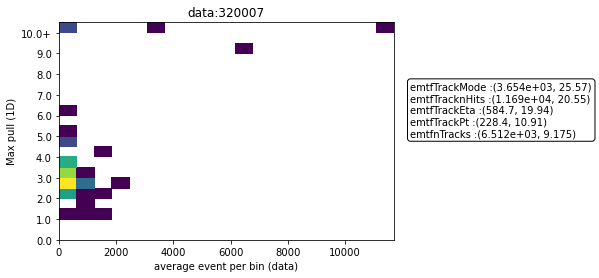 data:320007
10.0+
9.0
8.0
7.0
6.0
5.0
4.0
3.0
2.0
1.0
0.0
Max pull (1D)
0 2000 4000 6000 8000 10000
average event per bin (data)
emtfTrackMode :(3.654e+03, 25.57)
emtfTracknHits :(1.169e+04, 20.55)
emtfTrackEta :(584.7, 19.94)
emtfTrackPt :(228.4, 10.91)
emtfnTracks :(6.512e+03, 9.175)